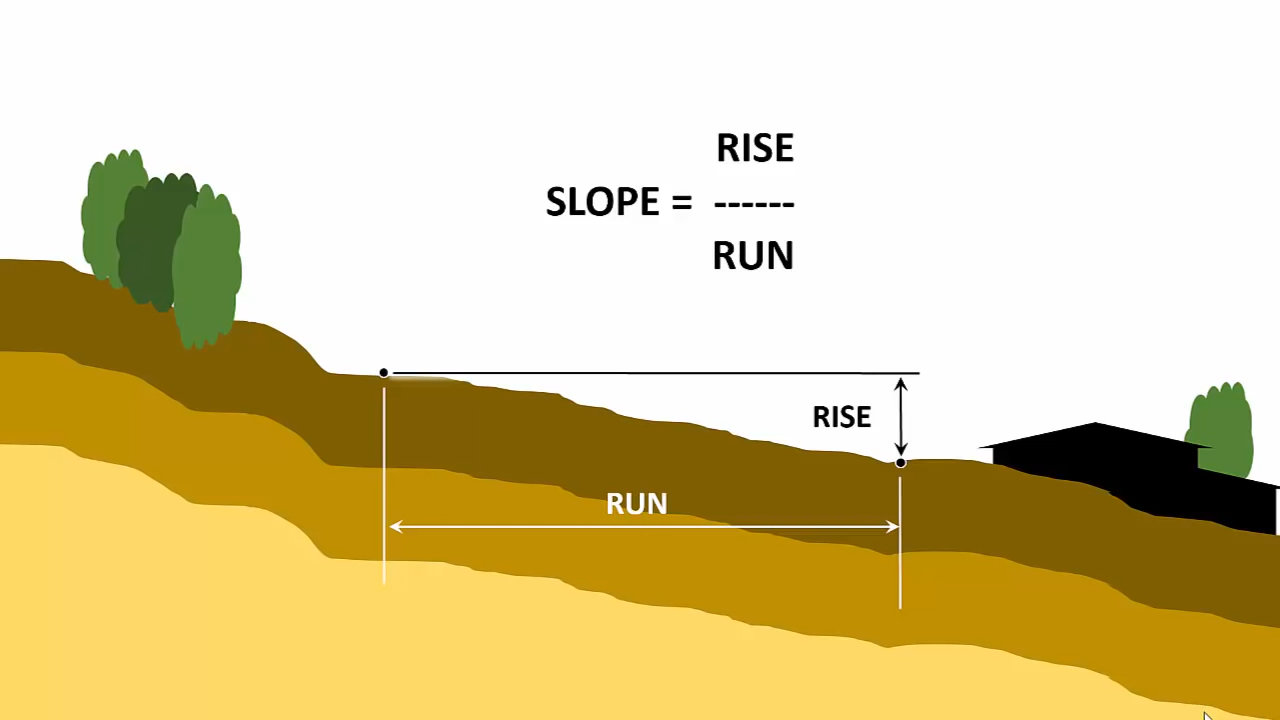 RISE
SLOPE = ------
RUN
RISE
RUN